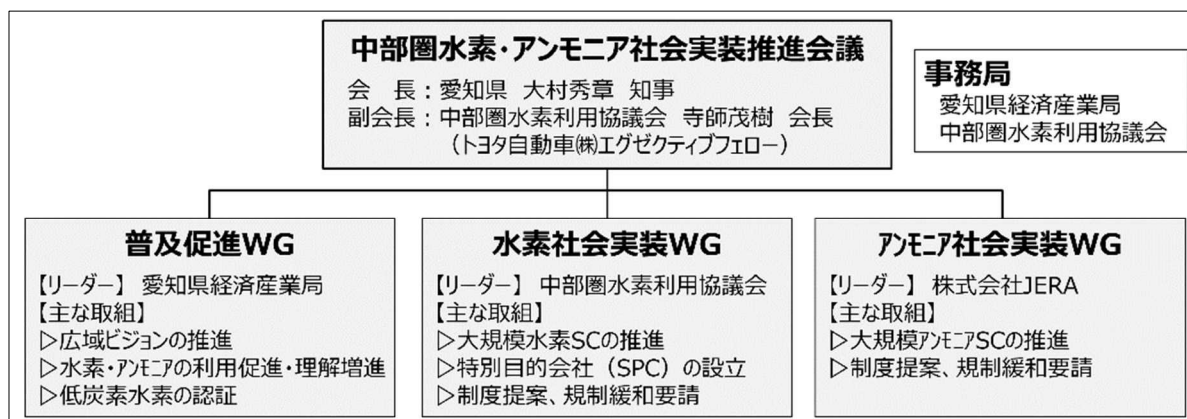 中部圏水素・アンモニア社会実装推進会議
会　長：愛知県　大村秀章　知事
副会長：中部圏水素利用協議会　寺師茂樹　会長
（トヨタ自動車㈱エグゼクティブフェロー）
事務局
愛知県経済産業局
中部圏水素利用協議会
普及促進WG
【リーダー】 愛知県経済産業局
【主な取組】
▷広域ビジョンの推進
▷水素・アンモニアの利用促進・理解増進
▷低炭素水素の認証
水素社会実装WG
【リーダー】 中部圏水素利用協議会
【主な取組】
▷大規模水素SCの推進
▷特別目的会社（SPC）の設立
▷制度提案、規制緩和要請
アンモニア社会実装WG
【リーダー】 株式会社JERA
【主な取組】
▷大規模アンモニアSCの推進
▷制度提案、規制緩和要請